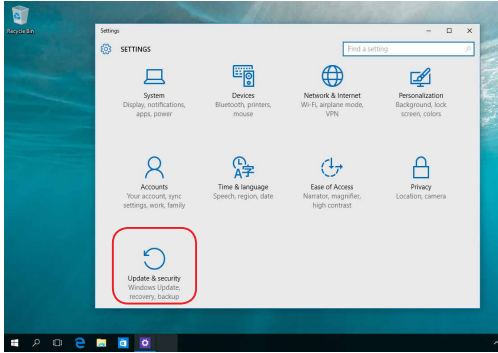 Recycle Bin
Settings
SETTINGS
Find a setting
System
Display, notifications,
apps, power
Devices
Bluetooth, printers,
mouse
Network & Internet
Wi-Fi, airplane mode,
VPN
Personalization
Background, lock
screen, colors
Accounts
Your account, sync
settings, work, family
Time & language
Speech, region, date
Ease of Access
Narrator, magnifier,
high contrast
Privacy
Location, camera
Update & security
Windows Update,
recovery, backup